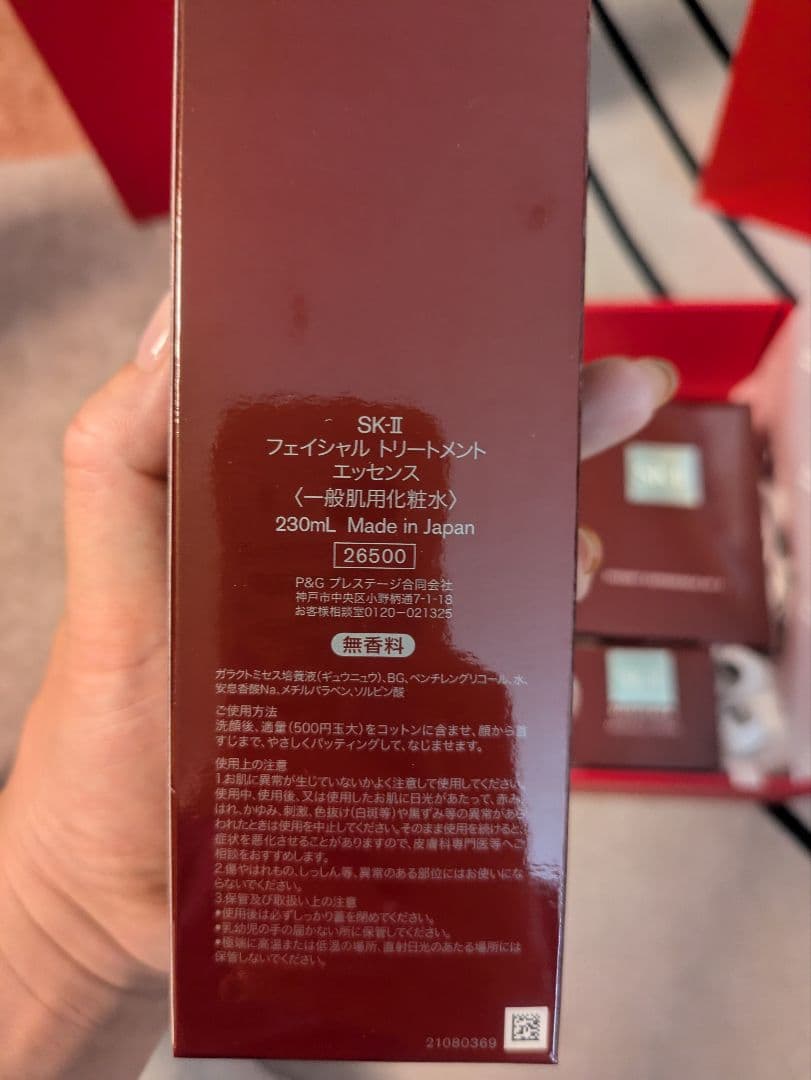 SK-II
フェイシャル トリートメント
エッセンス
〈一般肌用化粧水〉
230mL Made in Japan
26500
P&G プレステージ合同会社
神戸市中央区小野柄通7-1-18
お客様相談室0120-021325
無香料
ガラクトミセス培養液(ギュウニュウ)、BG、ペンチレングリコール、水、
安息香酸Na、メチルパラベン、ソルビン酸
ご使用方法
洗顔後、適量(500円玉大)をコットンに含ませ、顔から首
すじまで、やさしくパッティングして、なじませます。
使用上の注意
1.お肌に異常が生じていないかよく注意して使用してください。
使用中、使用後、又は使用したお肌に日光があたって、赤み、
はれ、かゆみ、刺激、色抜け(白斑等)や黒ずみ等の異常があら
われたときは使用を中止してください。そのまま使用を続けると、
症状を悪化させることがありますので、皮膚科専門医等へご
相談をおすすめします。
2.傷やはれもの、しっしん等、異常のある部位にはお使いにな
らないでください。
3.保管及び取扱い上の注意
•使用後は必ずしっかり蓋を閉めてください。
•乳幼児の手の届かない所に保管してください。
•極端に高温または低温の場所、直射日光のあたる場所には
保管しないでください。
21080369
SK-II